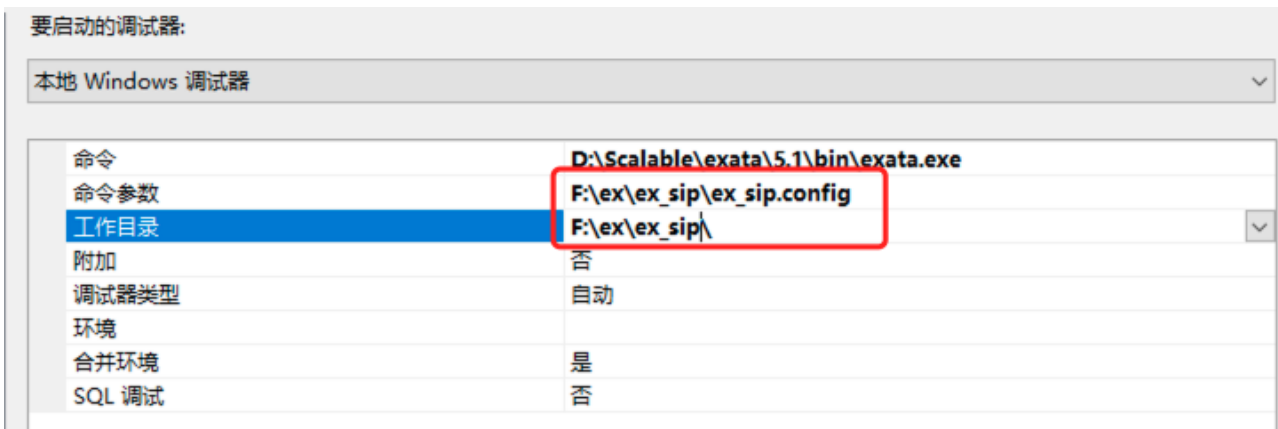 要启动的调试器:
本地 Windows 调试器
命令 D:\Scalable\exata\5.1\bin\exata.exe
命令参数 F:\ex\ex_sip\ex_sip.config
工作目录 F:\ex\ex_sip\
附加 否
调试器类型 自动
环境
合并环境 是
SQL 调试 否